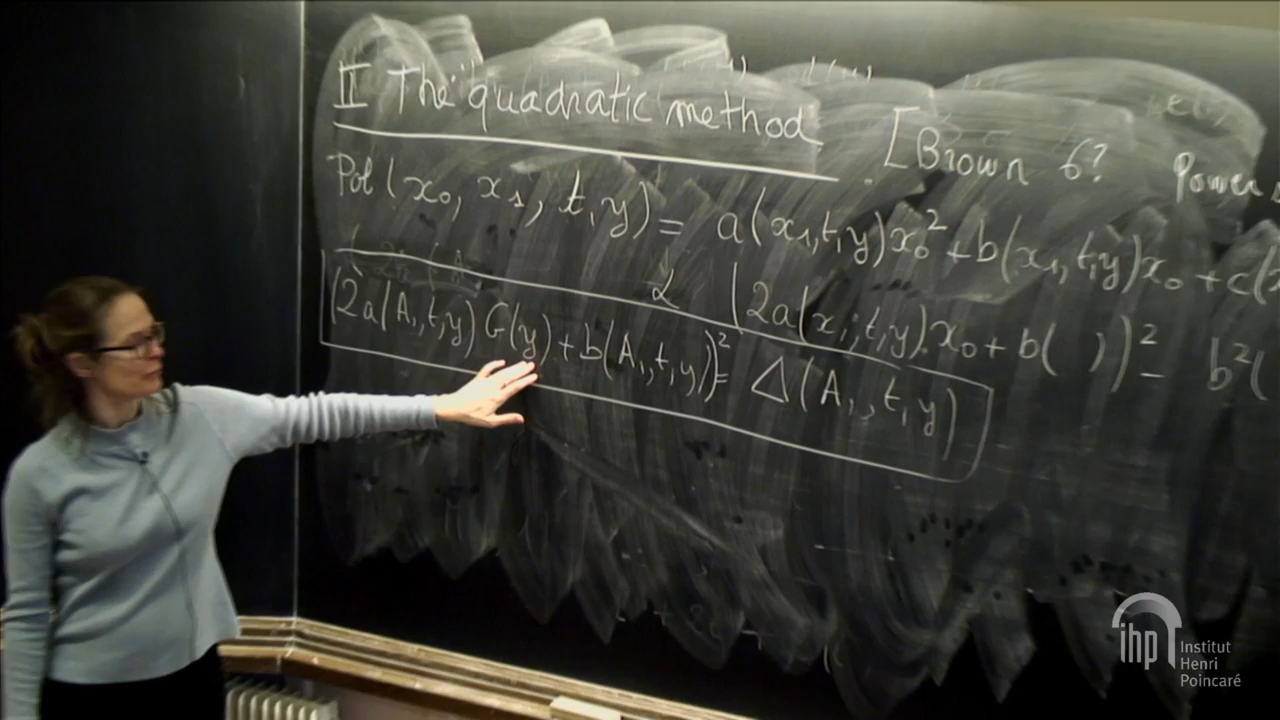 II The quadratic method [Brown 6? Power
Pol(x₀, x₁, t, y) = a(x₁,t,y)x₀² + b(x₁,t,y)x₀ + c(
(2a(x₁,t,y)x₀ + b( ))² = b²(
(2a(A₁,t,y) G(y) + b(A₁,t,y))² = Δ(A₁,t,y)
ihp Institut
Henri
Poincaré